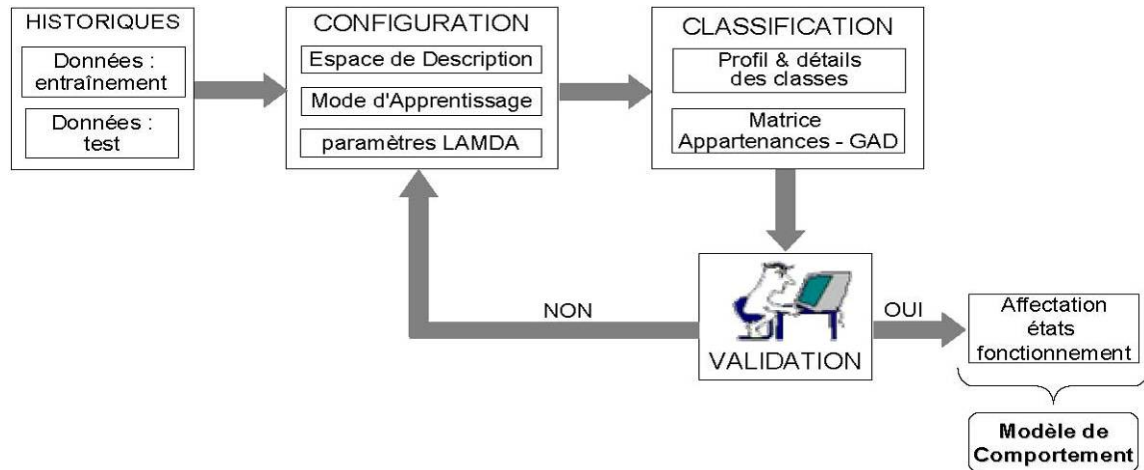 HISTORIQUES
Données :
entraînement
Données :
test
CONFIGURATION
Espace de Description
Mode d'Apprentissage
paramètres LAMDA
CLASSIFICATION
Profil & détails
des classes
Matrice
Appartenances - GAD
NON
VALIDATION
OUI
Affectation
états
fonctionnement
Modèle de
Comportement